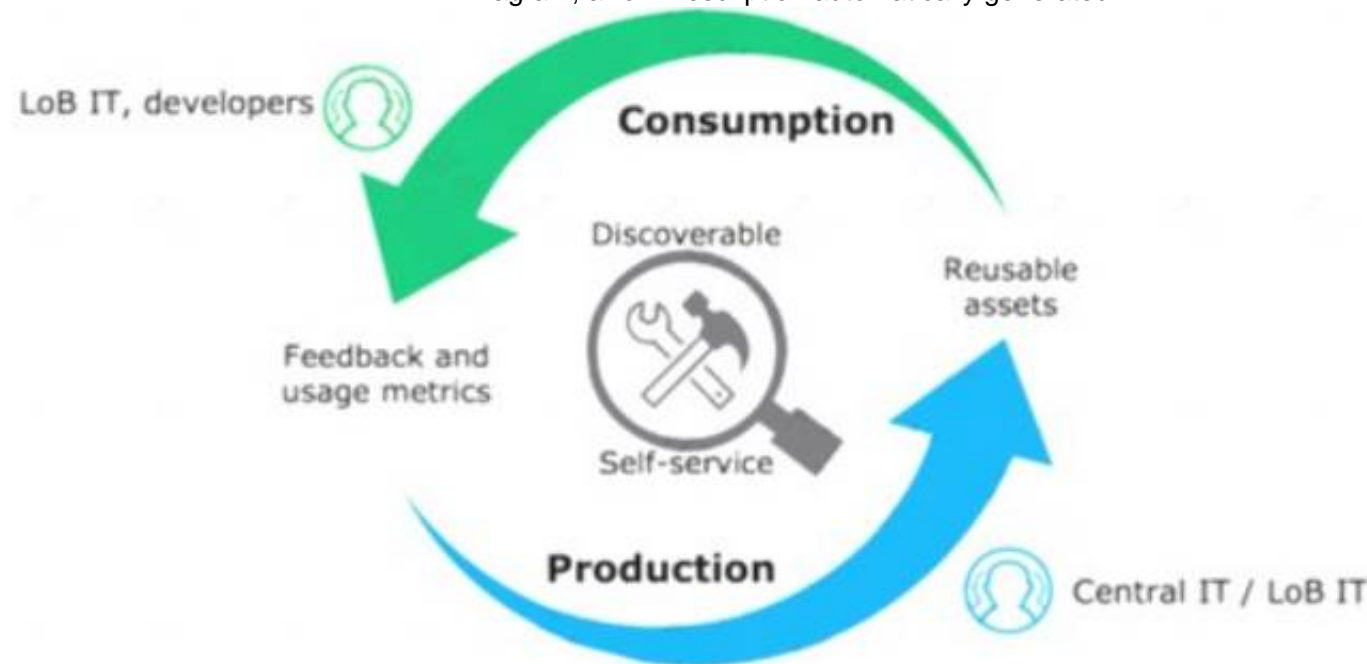 LoB IT, developers
Consumption
Discoverable
Reusable
assets
Feedback and
usage metrics
Self-service
Production
Central IT / LoB IT